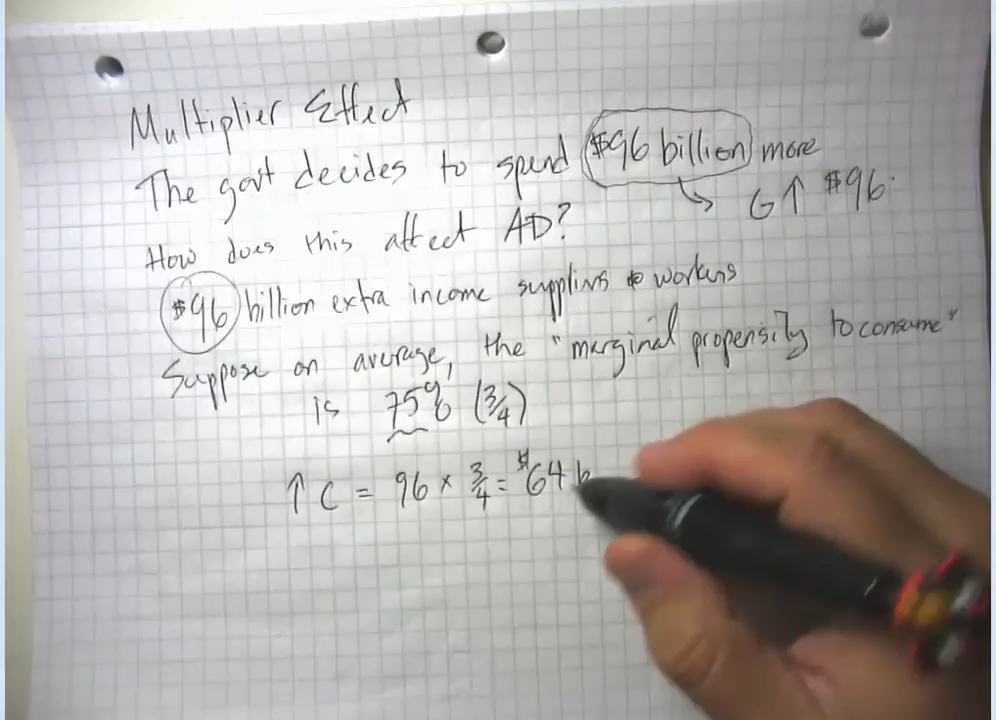 Multiplier Effect
The govt decides to spend $96 billion more
G↑ $96.
How does this affect AD?
$96 billion extra income suppliers & workers
Suppose on average, the "marginal propensity to consume"
is 75% (3/4)
↑ C = 96 × 3/4 = $64 b